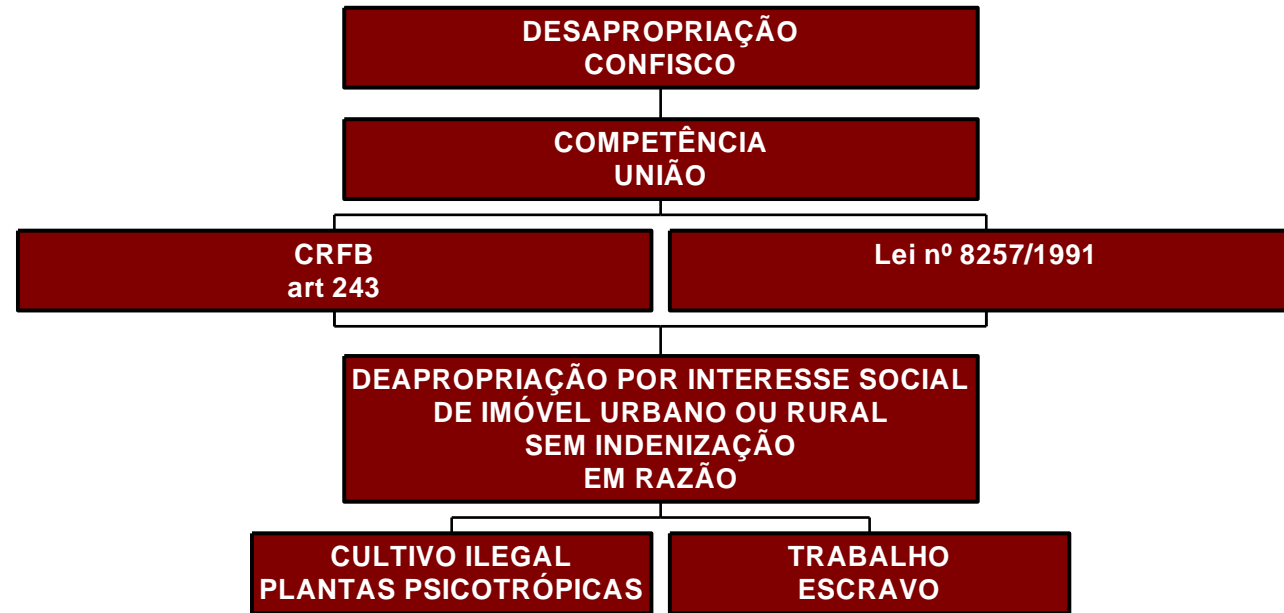 DESAPROPRIAÇÃO
CONFISCO
COMPETÊNCIA
UNIÃO
CRFB
art 243
Lei nº 8257/1991
DEAPROPRIAÇÃO POR INTERESSE SOCIAL
DE IMÓVEL URBANO OU RURAL
SEM INDENIZAÇÃO
EM RAZÃO
CULTIVO ILEGAL
PLANTAS PSICOTRÓPICAS
TRABALHO
ESCRAVO